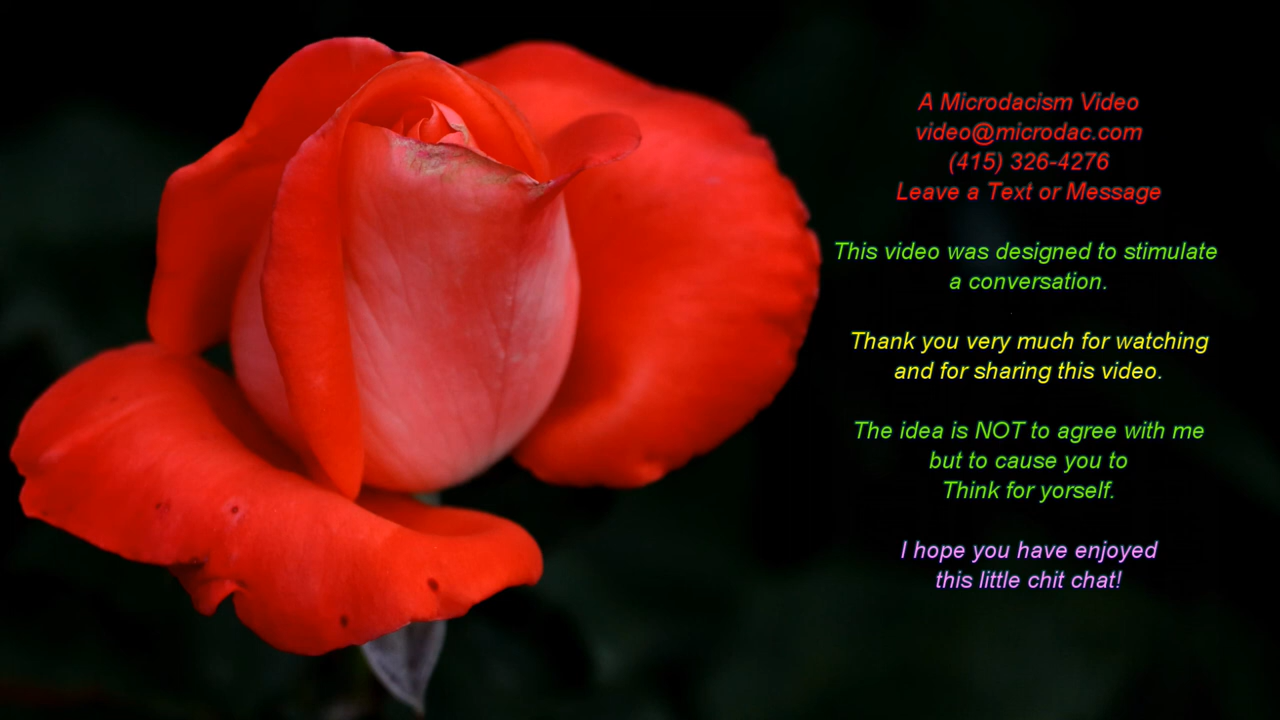 A Microdacism Video
video@microdac.com
(415) 326-4276
Leave a Text or Message
This video was designed to stimulate
a conversation.
Thank you very much for watching
and for sharing this video.
The idea is NOT to agree with me
but to cause you to
Think for yorself.
I hope you have enjoyed
this little chit chat!